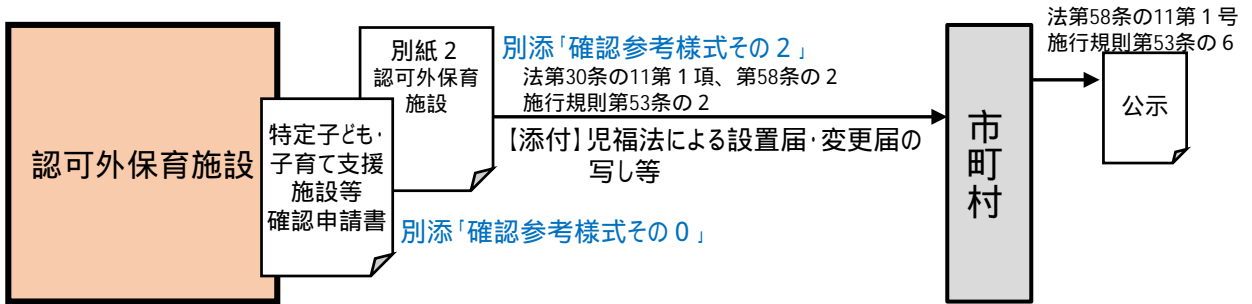 認可外保育施設
特定子ども・
子育て支援
施設等
確認申請書
別添「確認参考様式その０」
別紙２
認可外保育
施設
別添「確認参考様式その２」
法第30条の11第１項、第58条の２
施行規則第53条の２
【添付】児福法による設置届・変更届の
写し等
市町村
法第58条の11第１号
施行規則第53条の６
公示